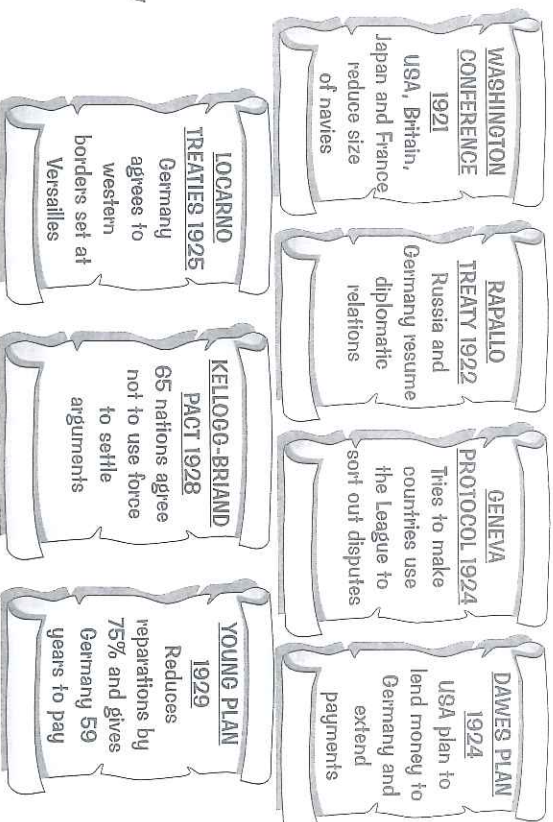 WASHINGTON
CONFERENCE
1921
USA, Britain,
Japan and France
reduce size
of navies
RAPALLO
TREATY 1922
Russia and
Germany resume
diplomatic
relations
GENEVA
PROTOCOL 1924
Tries to make
countries use
the League to
sort out disputes
DAWES PLAN
1924
USA plan to
lend money to
Germany and
extend
payments
LOCARNO
TREATIES 1925
Germany
agrees to
western
borders set at
Versailles
KELLOGG-BRIAND
PACT 1928
65 nations agree
not to use force
to settle
arguments
YOUNG PLAN
1929
Reduces
reparations by
75% and gives
Germany 59
years to pay